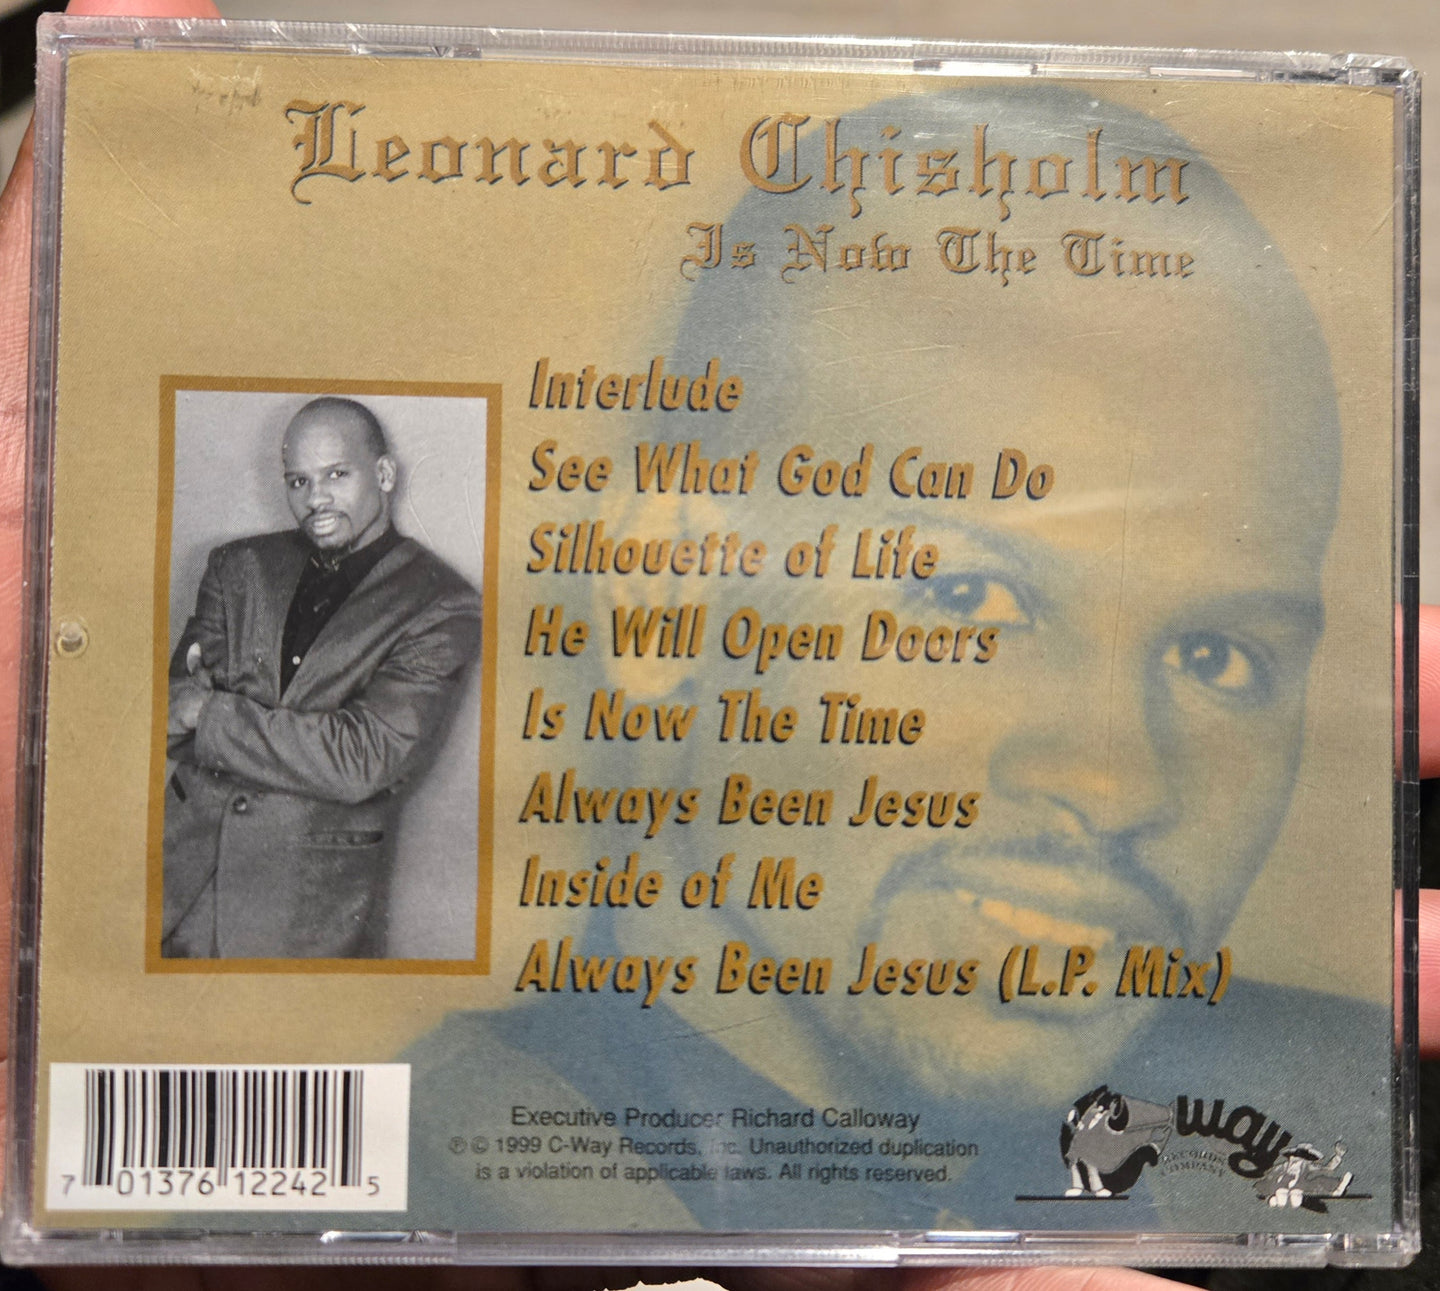 Leonard Chisholm
Is Now The Time
Interlude
See What God Can Do
Silhouette of Life
He Will Open Doors
Is Now The Time
Always Been Jesus
Inside of Me
Always Been Jesus (L.P. Mix)
Executive Producer Richard Calloway
℗ © 1999 C-Way Records, Inc. Unauthorized duplication
is a violation of applicable laws. All rights reserved.
7 01376 12242 5
way
RECORDS
COMPANY